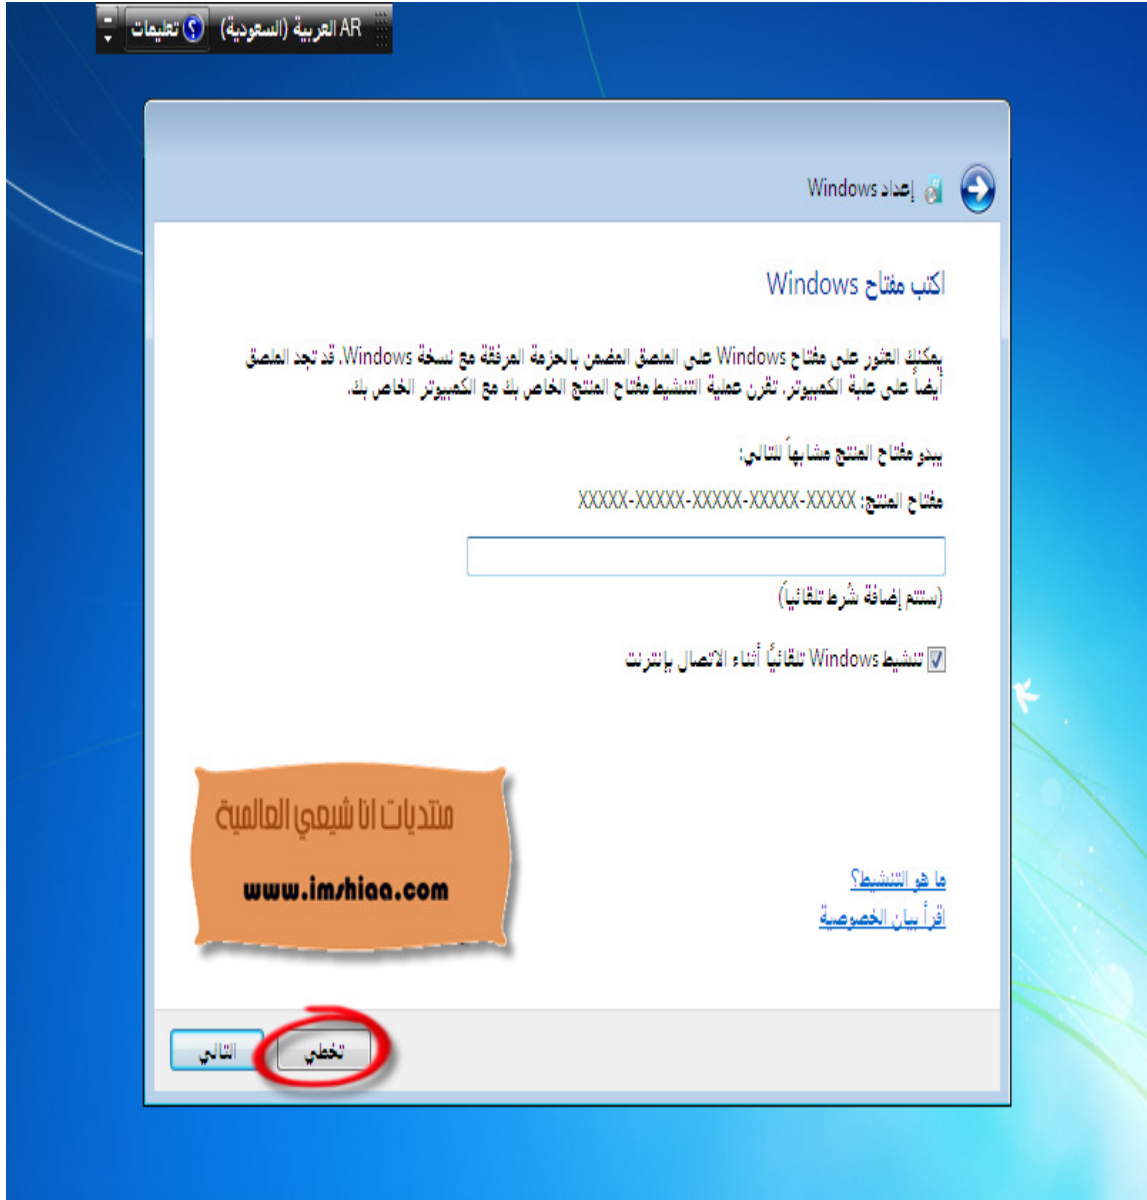 AR العربية (السعودية) تعليمات
إعداد Windows
اكتب مفتاح Windows
يمكنك العثور على مفتاح Windows على الملصق المضمن بالحزمة المرفقة مع نسخة Windows. قد تجد الملصق
أيضاً على علبة الكمبيوتر. تقرن عملية التنشيط مفتاح المنتج الخاص بك مع الكمبيوتر الخاص بك.
يبدو مفتاح المنتج مشابهاً للتالي:
مفتاح المنتج: XXXXX-XXXXX-XXXXX-XXXXX-XXXXX
(ستتم إضافة شُرط تلقائياً)
تنشيط Windows تلقائيًا أثناء الاتصال بإنترنت
منتديات انا شيعي العالمية
www.imshiaa.com
ما هو التنشيط؟
اقرأ بيان الخصوصية
تخطي
التالي